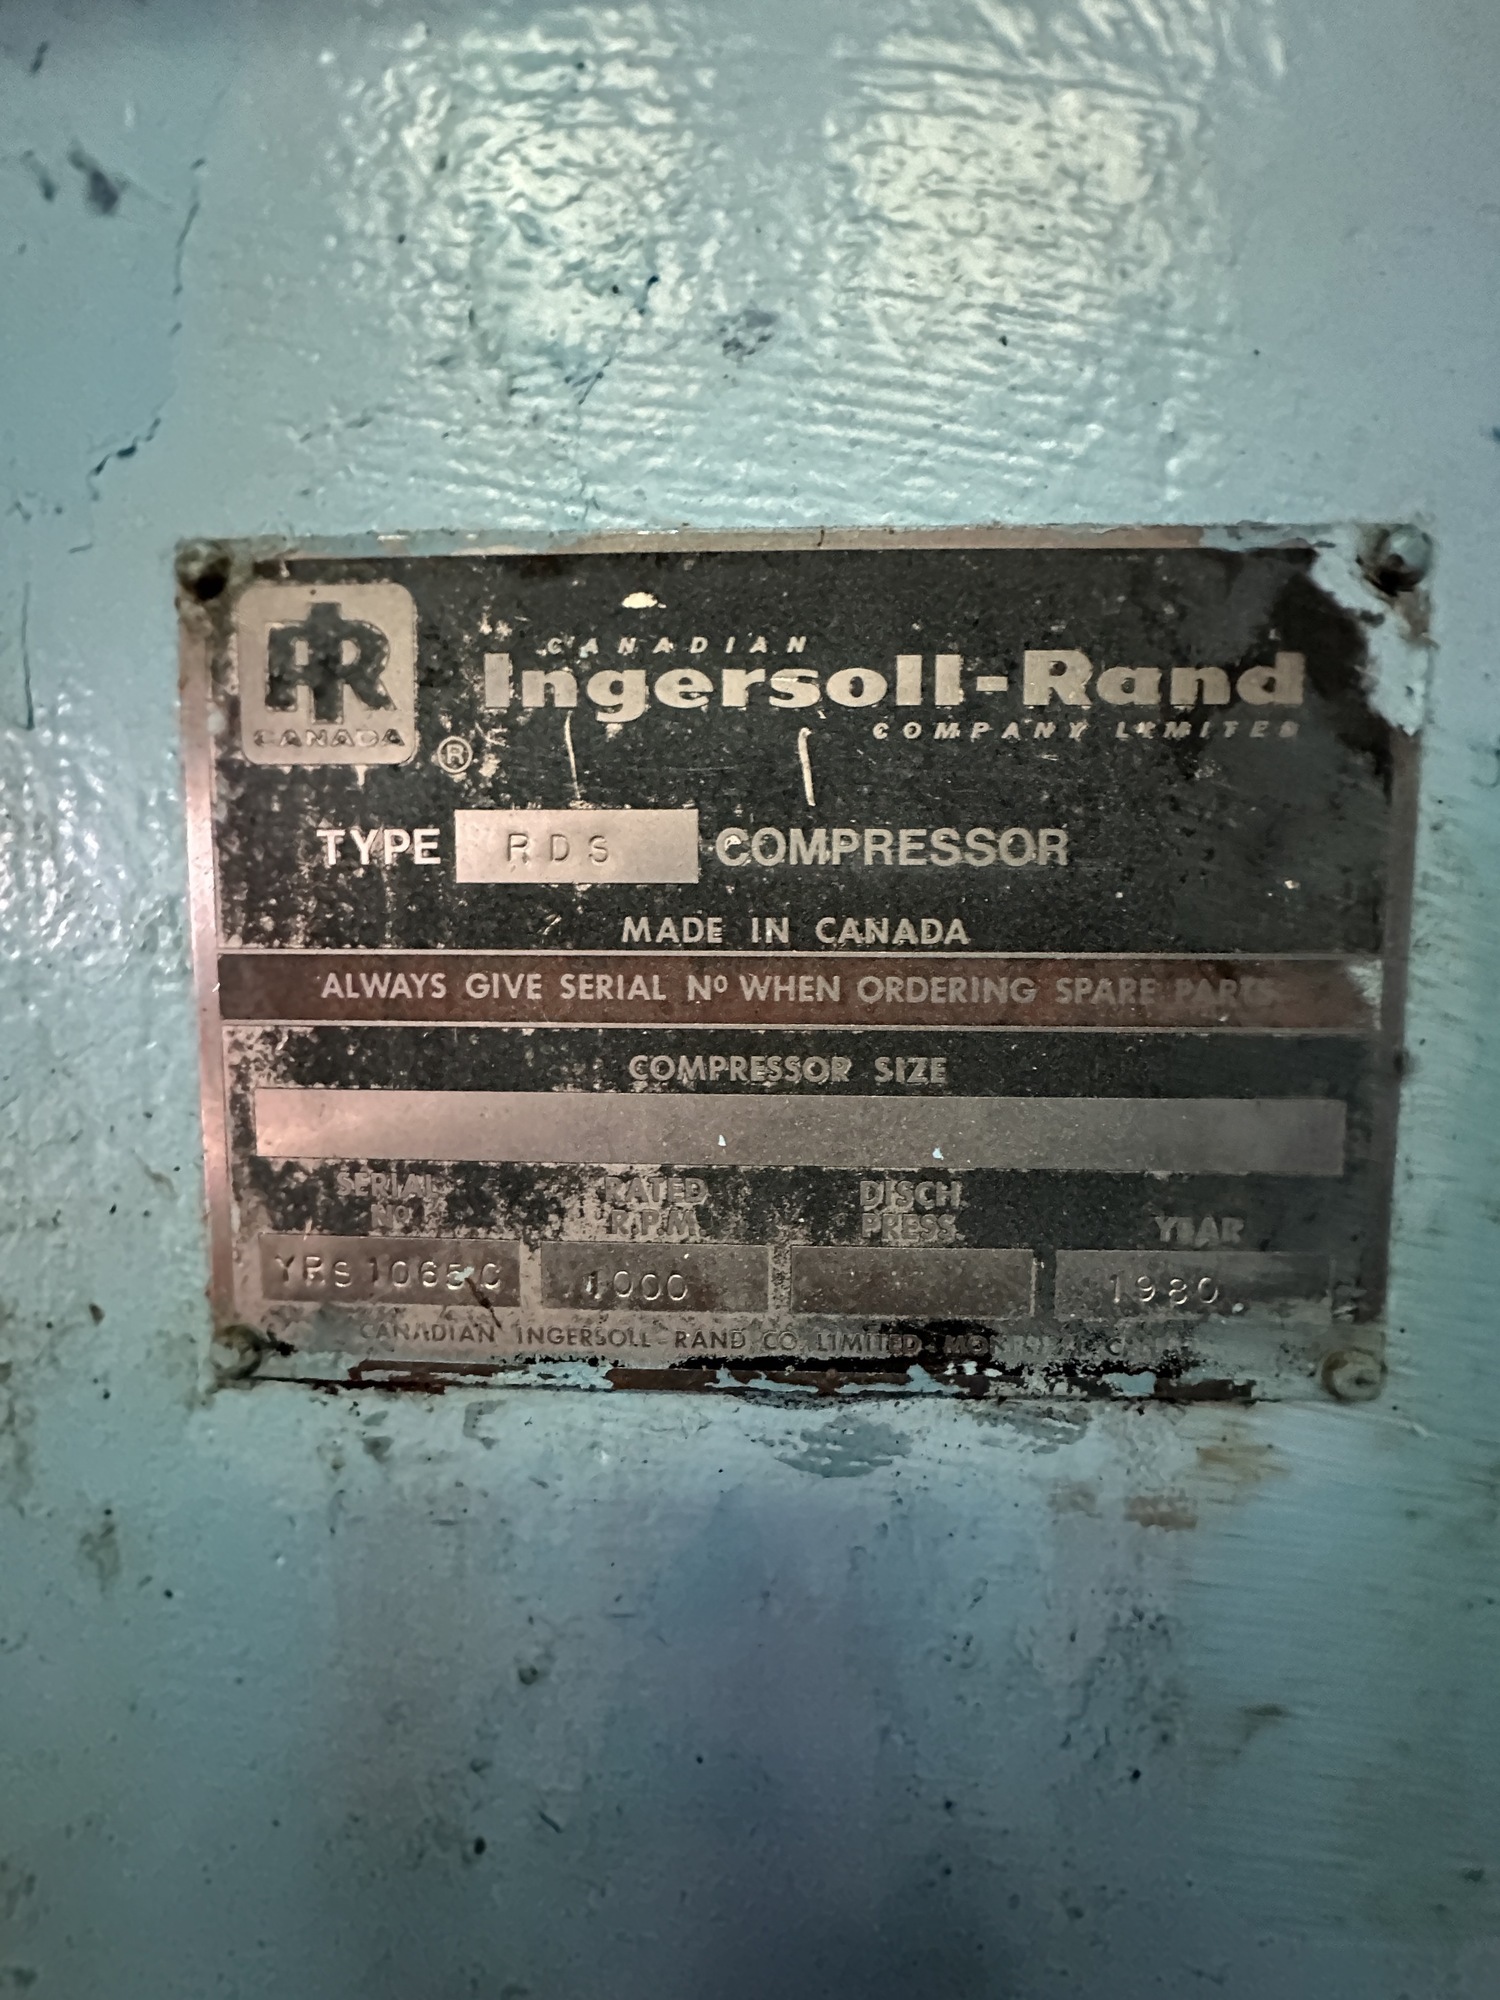 IR
CANADA
®
CANADIAN
Ingersoll-Rand
COMPANY LIMITED
TYPE RDS COMPRESSOR
MADE IN CANADA
ALWAYS GIVE SERIAL Nº WHEN ORDERING SPARE PARTS
COMPRESSOR SIZE
SERIAL Nº
RATED R.P.M.
DISCH PRESS.
YEAR
1000
1980
CANADIAN INGERSOLL-RAND CO. LIMITED